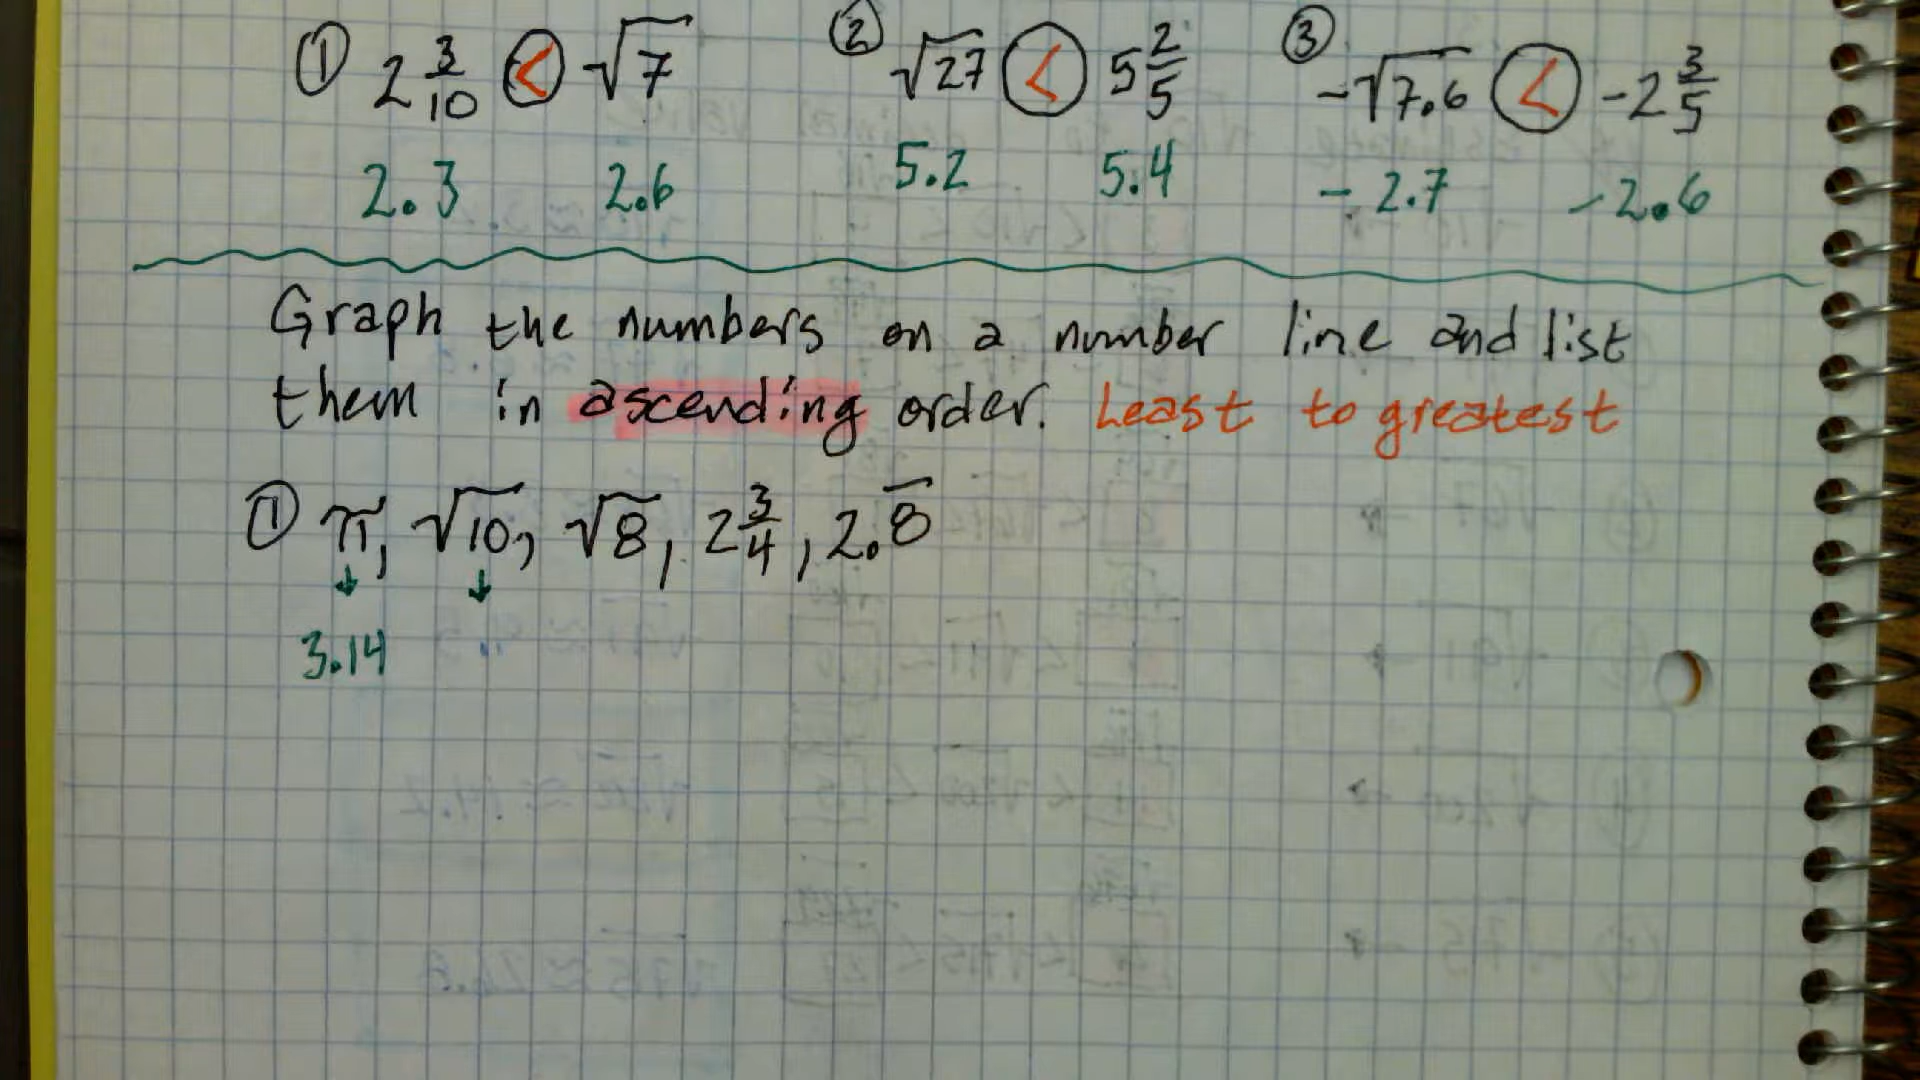 ① 2 3/10 < √7 ② √27 < 5 2/5 ③ -√7.6 < -2 3/5
2.3 2.6 5.2 5.4 -2.7 -2.6
Graph the numbers on a number line and list
them in ascending order. Least to greatest
① π, √10, √8, 2 3/4, 2.8̅
↓ ↓
3.14